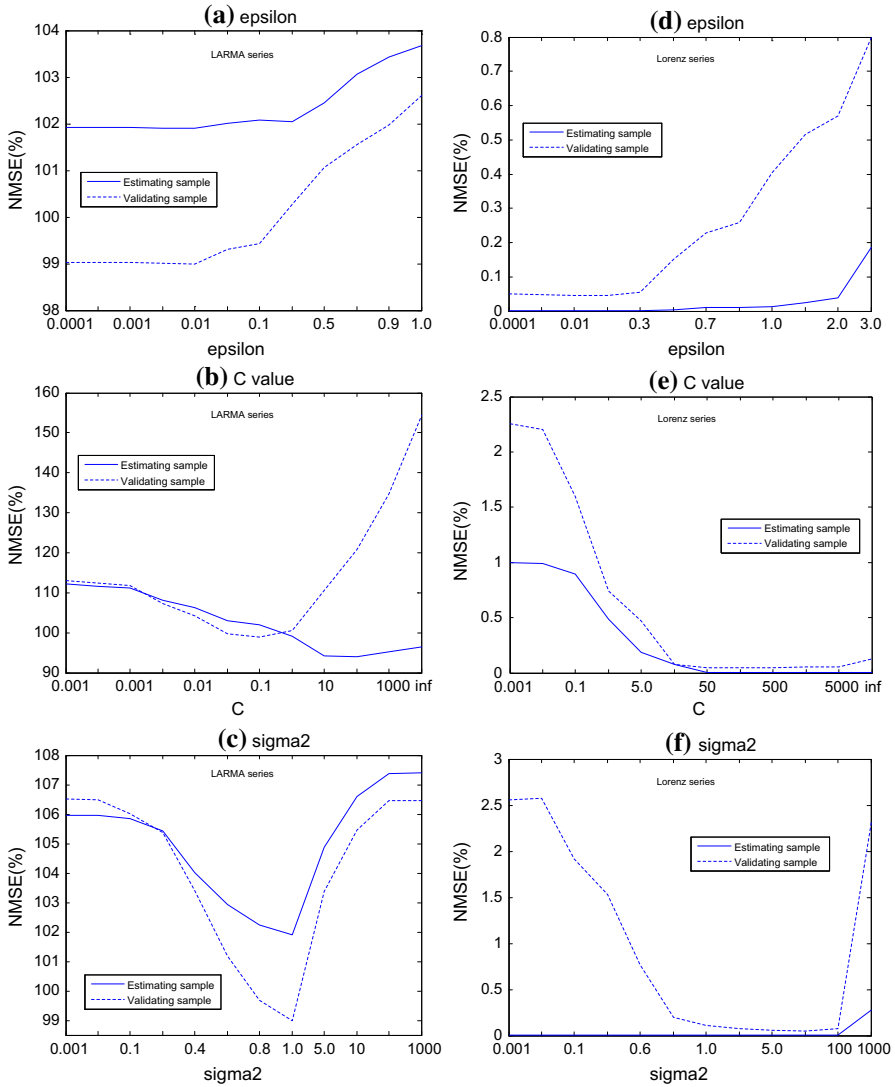 (a) epsilon
LARMA series
NMSE(%)
104
103
102
101
100
99
98
Estimating sample
Validating sample
0.0001 0.001 0.01 0.1 0.5 0.9 1.0
epsilon
(d) epsilon
Lorenz series
NMSE(%)
0.8
0.7
0.6
0.5
0.4
0.3
0.2
0.1
0
Estimating sample
Validating sample
0.0001 0.01 0.3 0.7 1.0 2.0 3.0
epsilon
(b) C value
LARMA series
NMSE(%)
160
150
140
130
120
110
100
90
Estimating sample
Validating sample
0.001 0.001 0.01 0.1 10 1000 inf
C
(e) C value
Lorenz series
NMSE(%)
2.5
2
1.5
1
0.5
0
Estimating sample
Validating sample
0.001 0.1 5.0 50 500 5000 inf
C
(c) sigma2
LARMA series
NMSE(%)
108
107
106
105
104
103
102
101
100
99
Estimating sample
Validating sample
0.001 0.1 0.4 0.8 1.0 5.0 10 1000
sigma2
(f) sigma2
Lorenz series
NMSE(%)
3
2.5
2
1.5
1
0.5
0
Estimating sample
Validating sample
0.001 0.1 0.6 1.0 5.0 100 1000
sigma2